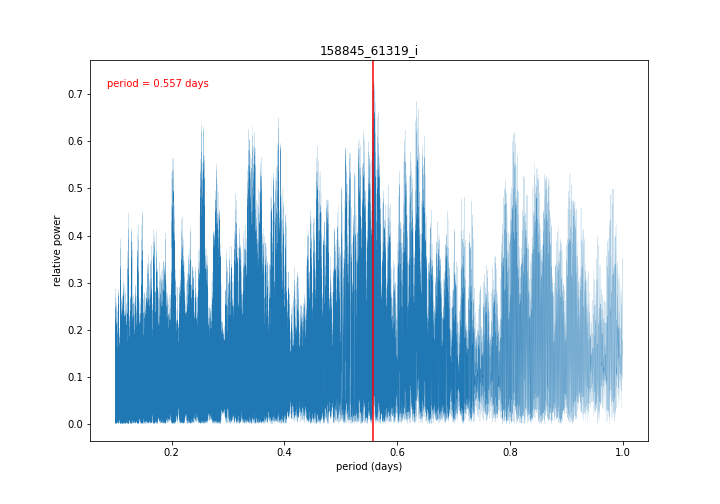 158845_61319_i
period = 0.557 days
relative power
0.7
0.6
0.5
0.4
0.3
0.2
0.1
0.0
0.2 0.4 0.6 0.8 1.0
period (days)